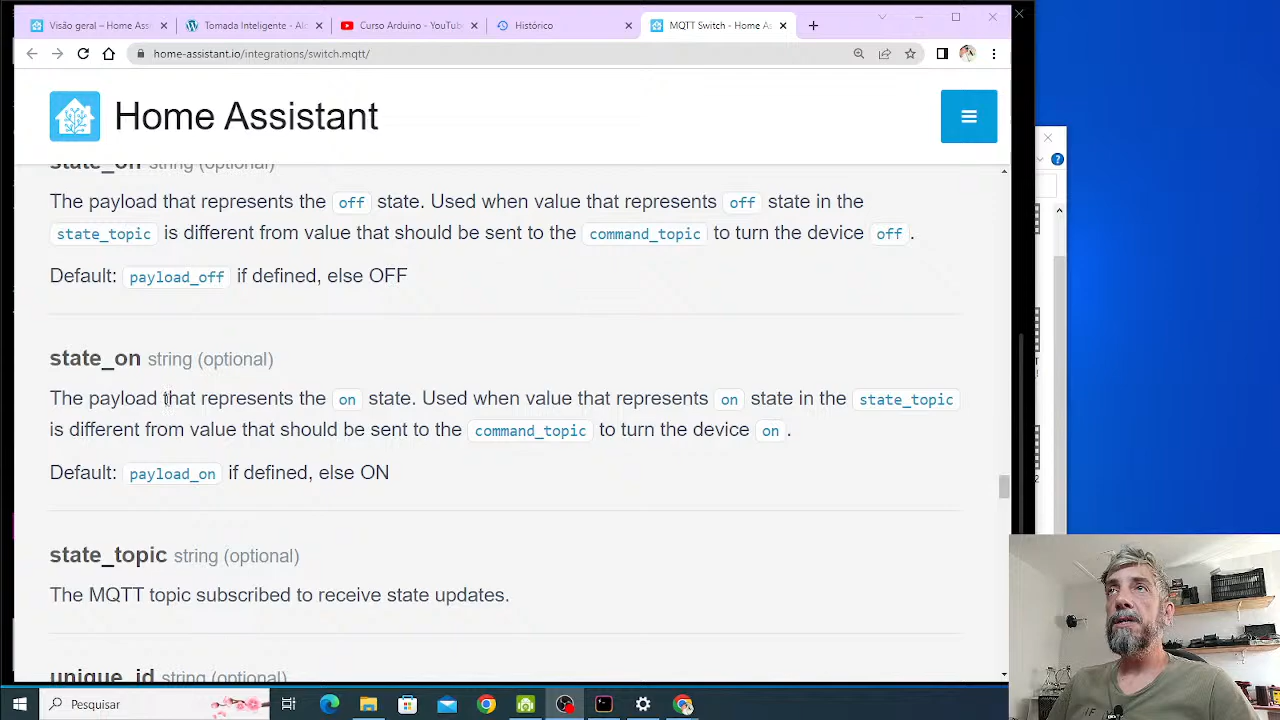 Visão geral – Home Ass
Tomada Inteligente - Al
Curso Arduino - YouTub
Histórico
MQTT Switch - Home A
home-assistant.io/integrations/switch.mqtt/
Home Assistant
string (optional)
The payload that represents the off state. Used when value that represents off state in the
state_topic is different from value that should be sent to the command_topic to turn the device off .
Default: payload_off if defined, else OFF
state_on string (optional)
The payload that represents the on state. Used when value that represents on state in the state_topic
is different from value that should be sent to the command_topic to turn the device on .
Default: payload_on if defined, else ON
state_topic string (optional)
The MQTT topic subscribed to receive state updates.
unique_id string (optional)
Pesquisar